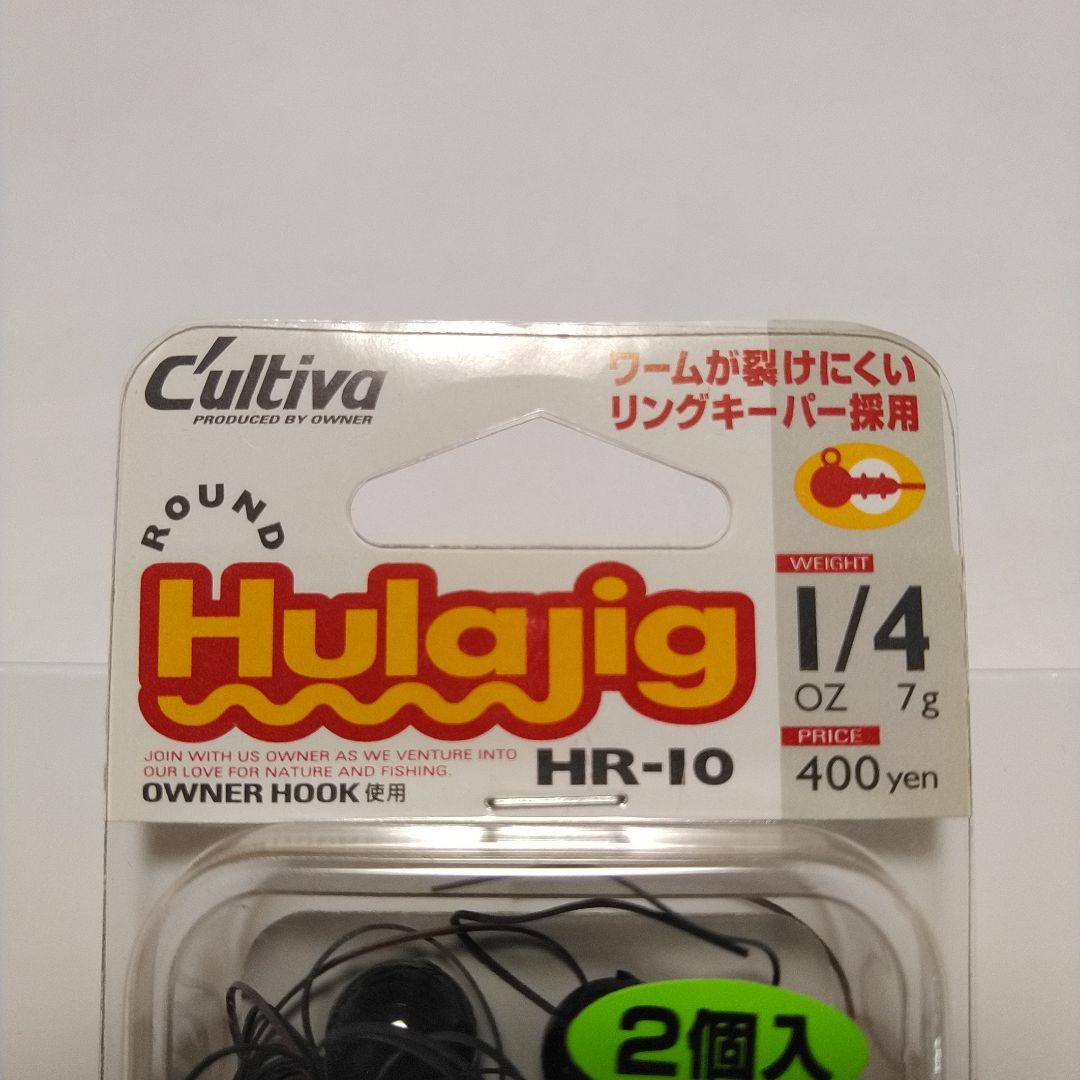 C'ultiva
PRODUCED BY OWNER
ワームが裂けにくい
リングキーパー採用
ROUND
Hulajig
WEIGHT
1/4
OZ 7g
PRICE
400 yen
JOIN WITH US OWNER AS WE VENTURE INTO
OUR LOVE FOR NATURE AND FISHING.
OWNER HOOK 使用
HR-10
2個入